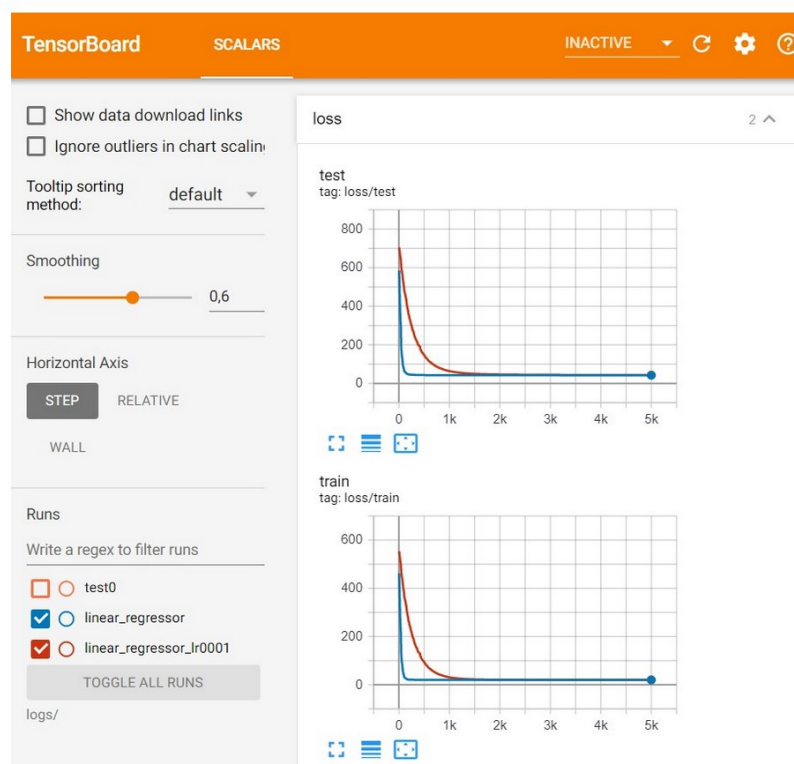 TensorBoard SCALARS INACTIVE
Show data download links
Ignore outliers in chart scaling
Tooltip sorting method: default
Smoothing
0,6
Horizontal Axis
STEP RELATIVE
WALL
Runs
Write a regex to filter runs
test0
linear_regressor
linear_regressor_lr0001
TOGGLE ALL RUNS
logs/
loss 2
test
tag: loss/test
800
600
400
200
0
0 1k 2k 3k 4k 5k
train
tag: loss/train
600
400
200
0
0 1k 2k 3k 4k 5k